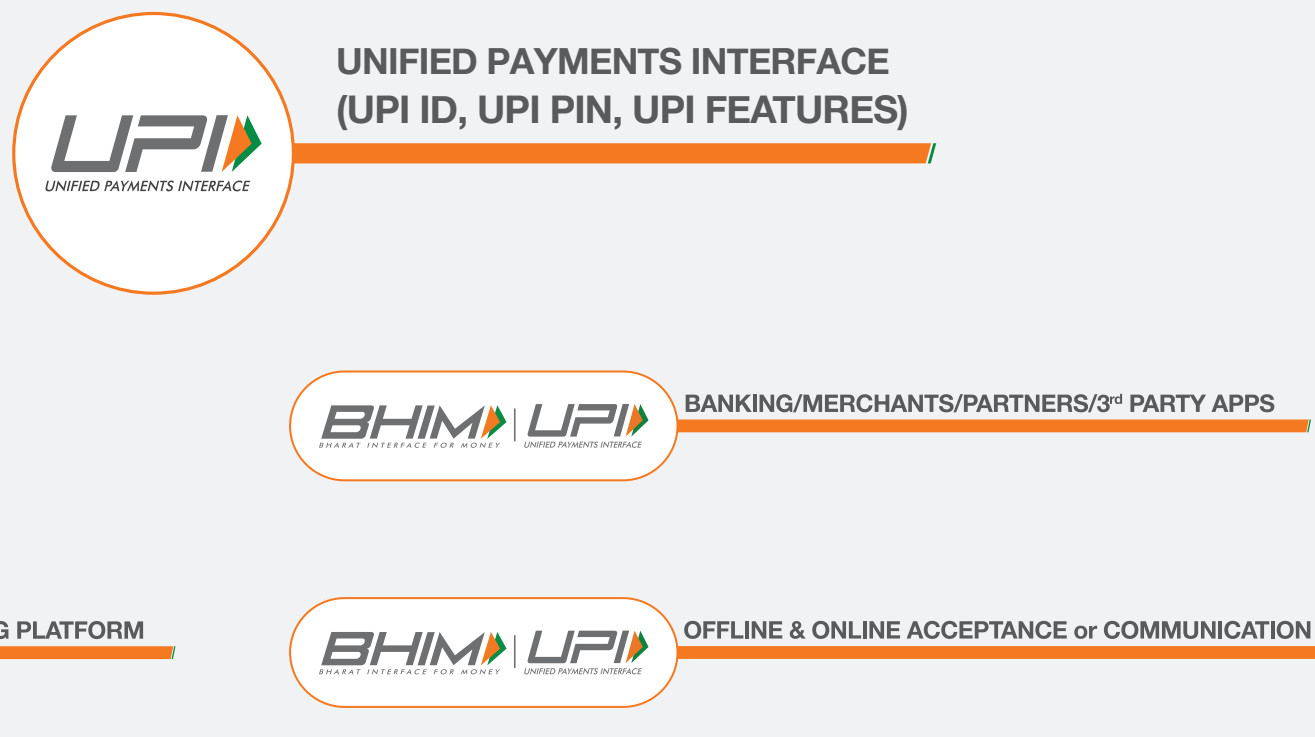 UNIFIED PAYMENTS INTERFACE
(UPI ID, UPI PIN, UPI FEATURES)
UPI
UNIFIED PAYMENTS INTERFACE
BANKING/MERCHANTS/PARTNERS/3rd PARTY APPS
BHIM | UPI
BHARAT INTERFACE FOR MONEY UNIFIED PAYMENTS INTERFACE
G PLATFORM
OFFLINE & ONLINE ACCEPTANCE or COMMUNICATION
BHIM | UPI
BHARAT INTERFACE FOR MONEY UNIFIED PAYMENTS INTERFACE